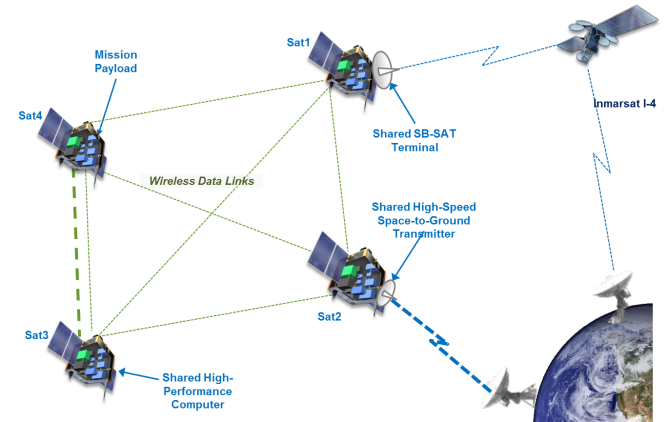 Sat1
Mission
Payload
Inmarsat I-4
Sat4
Shared SB-SAT
Terminal
Wireless Data Links
Shared High-Speed
Space-to-Ground
Transmitter
Sat2
Sat3
Shared High-
Performance
Computer